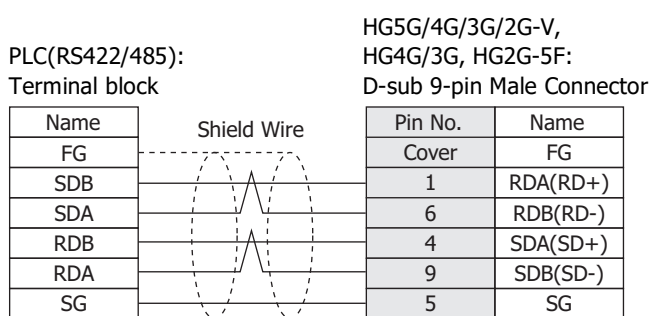 PLC(RS422/485):
Terminal block
HG5G/4G/3G/2G-V,
HG4G/3G, HG2G-5F:
D-sub 9-pin Male Connector
Name Shield Wire Pin No. Name
FG Cover FG
SDB 1 RDA(RD+)
SDA 6 RDB(RD-)
RDB 4 SDA(SD+)
RDA 9 SDB(SD-)
SG 5 SG